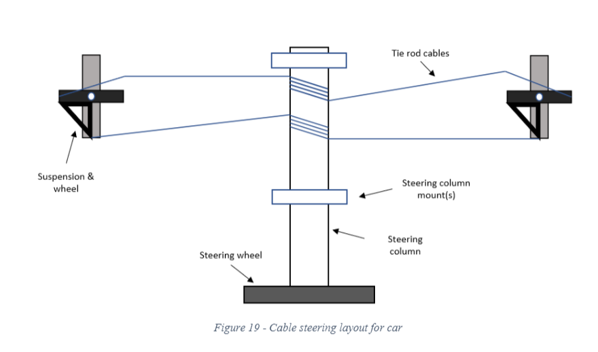 Tie rod cables
Suspension &
wheel
Steering column
mount(s)
Steering
column
Steering wheel
Figure 19 - Cable steering layout for car